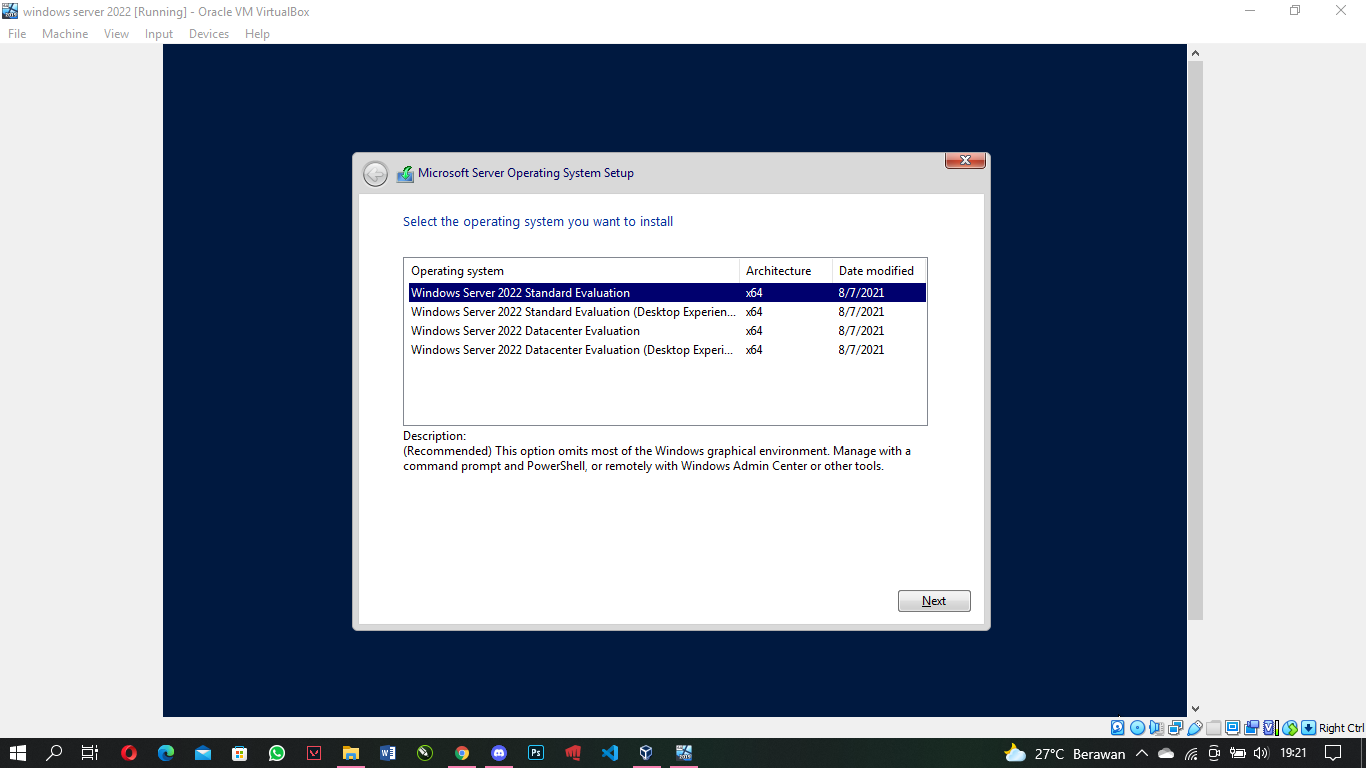 windows server 2022 [Running] - Oracle VM VirtualBox
File Machine View Input Devices Help
Microsoft Server Operating System Setup
Select the operating system you want to install
Operating system Architecture Date modified
Windows Server 2022 Standard Evaluation x64 8/7/2021
Windows Server 2022 Standard Evaluation (Desktop Experien... x64 8/7/2021
Windows Server 2022 Datacenter Evaluation x64 8/7/2021
Windows Server 2022 Datacenter Evaluation (Desktop Experi... x64 8/7/2021
Description:
(Recommended) This option omits most of the Windows graphical environment. Manage with a
command prompt and PowerShell, or remotely with Windows Admin Center or other tools.
Next
Right Ctrl
27°C Berawan 19:21